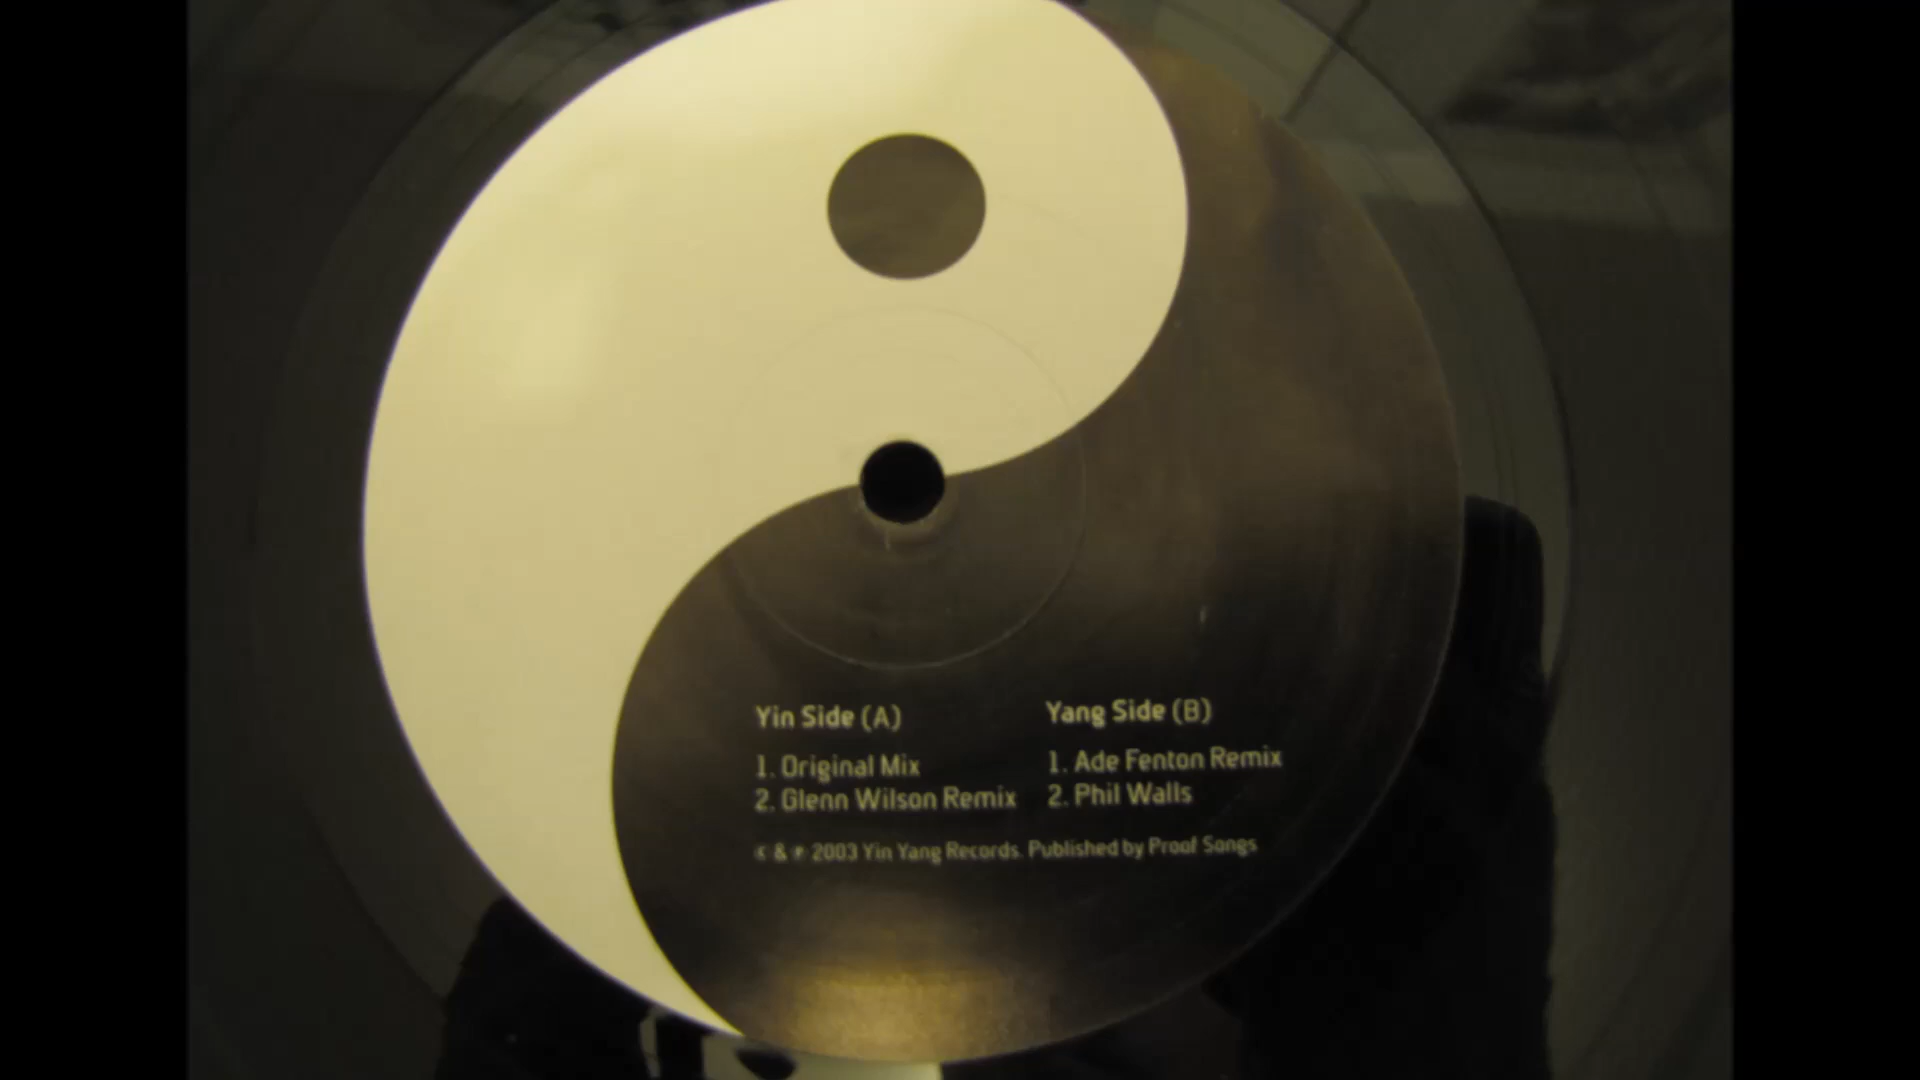 Yin Side (A)
1. Original Mix
2. Glenn Wilson Remix
Yang Side (B)
1. Ade Fenton Remix
2. Phil Walls
© & ℗ 2003 Yin Yang Records. Published by Proof Songs